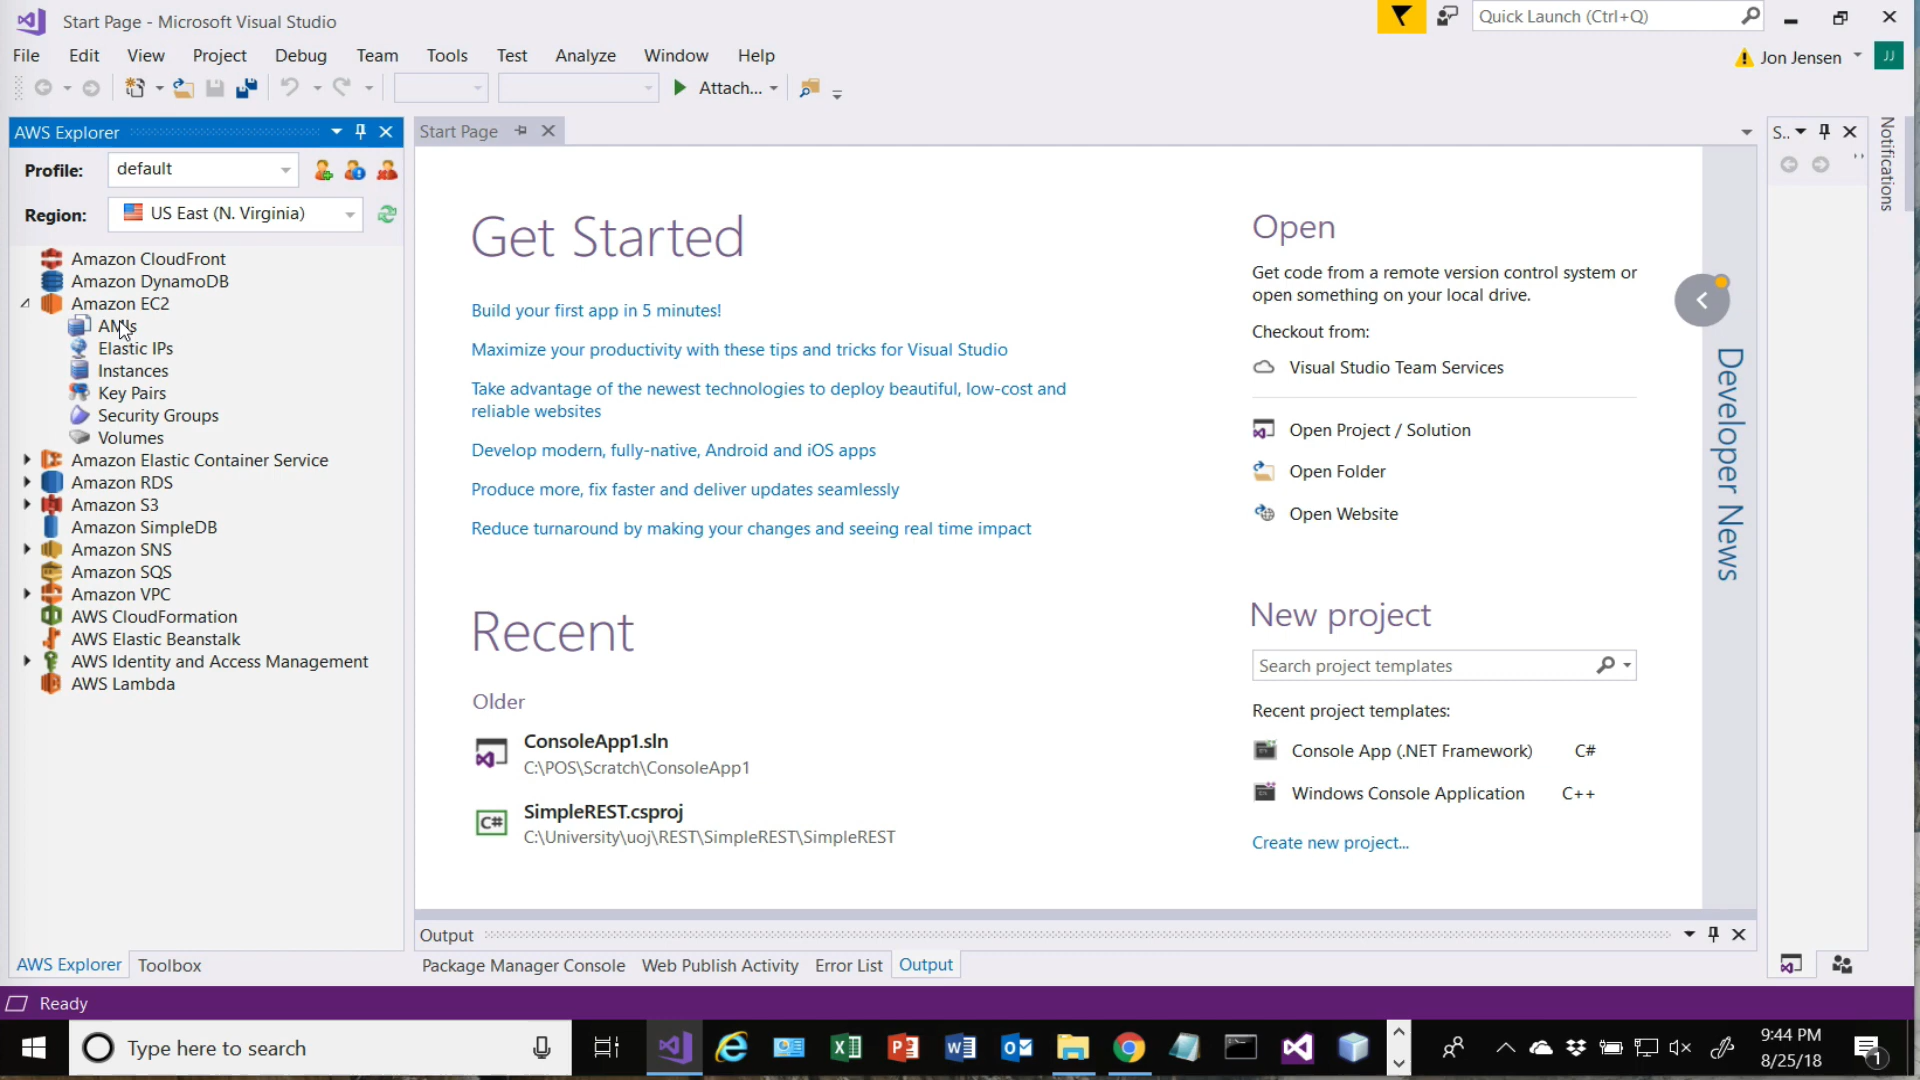 Start Page - Microsoft Visual Studio
Quick Launch (Ctrl+Q)
File Edit View Project Debug Team Tools Test Analyze Window Help
Jon Jensen JJ
Attach...
AWS Explorer
Start Page
S..
Notifications
Profile: default
Region: US East (N. Virginia)
Amazon CloudFront
Amazon DynamoDB
Amazon EC2
AMIs
Elastic IPs
Instances
Key Pairs
Security Groups
Volumes
Amazon Elastic Container Service
Amazon RDS
Amazon S3
Amazon SimpleDB
Amazon SNS
Amazon SQS
Amazon VPC
AWS CloudFormation
AWS Elastic Beanstalk
AWS Identity and Access Management
AWS Lambda
AWS Explorer Toolbox
Get Started
Build your first app in 5 minutes!
Maximize your productivity with these tips and tricks for Visual Studio
Take advantage of the newest technologies to deploy beautiful, low-cost and
reliable websites
Develop modern, fully-native, Android and iOS apps
Produce more, fix faster and deliver updates seamlessly
Reduce turnaround by making your changes and seeing real time impact
Recent
Older
ConsoleApp1.sln
C:\POS\Scratch\ConsoleApp1
C#
SimpleREST.csproj
C:\University\uoj\REST\SimpleREST\SimpleREST
Open
Get code from a remote version control system or
open something on your local drive.
Checkout from:
Visual Studio Team Services
Open Project / Solution
Open Folder
Open Website
New project
Search project templates
Recent project templates:
Console App (.NET Framework) C#
Windows Console Application C++
Create new project...
Developer News
Output
Package Manager Console Web Publish Activity Error List Output
Ready
Type here to search
9:44 PM
8/25/18
1